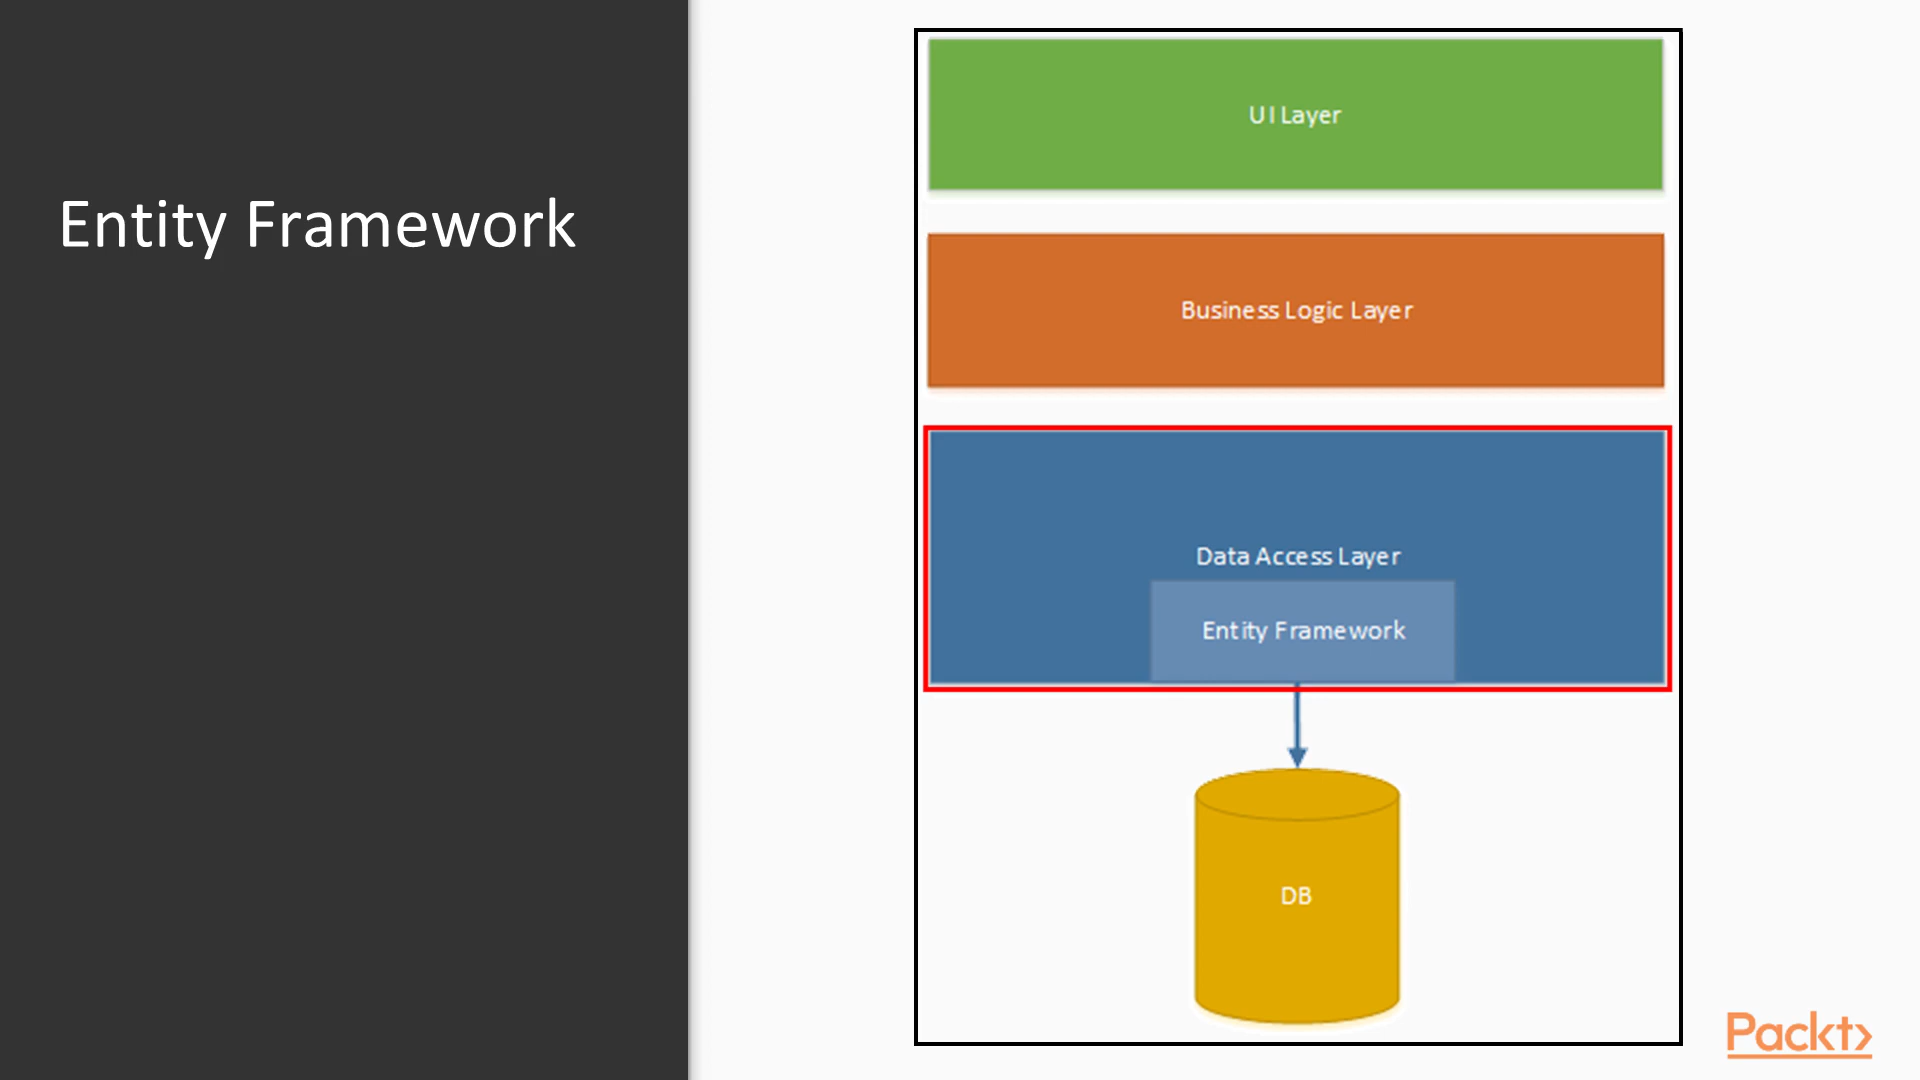 Entity Framework
UI Layer
Business Logic Layer
Data Access Layer
Entity Framework
DB
Packt>